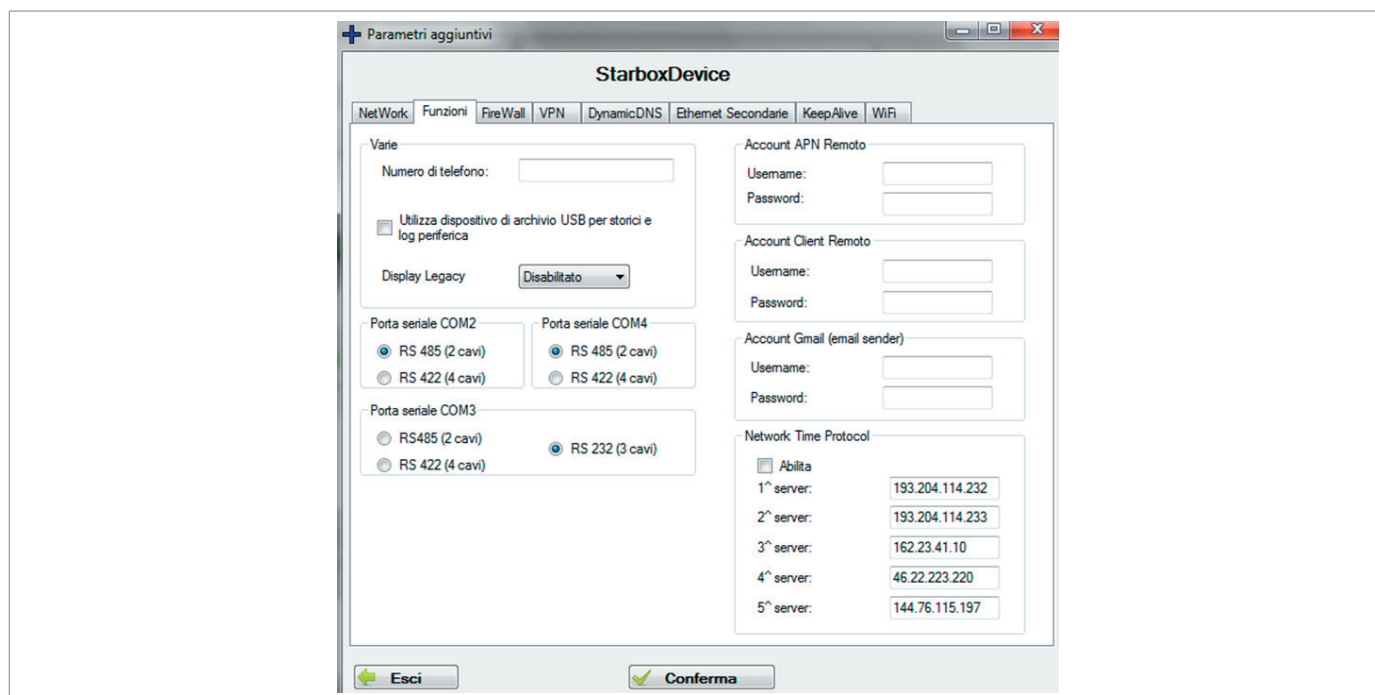 Parametri aggiuntivi
StarboxDevice
NetWork Funzioni FireWall VPN DynamicDNS Ethernet Secondarie KeepAlive WiFi
Varie
Numero di telefono:
Utilizza dispositivo di archivio USB per storici e
log periferica
Display Legacy Disabilitato
Porta seriale COM2
RS 485 (2 cavi)
RS 422 (4 cavi)
Porta seriale COM4
RS 485 (2 cavi)
RS 422 (4 cavi)
Porta seriale COM3
RS485 (2 cavi)
RS 422 (4 cavi)
RS 232 (3 cavi)
Account APN Remoto
Username:
Password:
Account Client Remoto
Username:
Password:
Account Gmail (email sender)
Username:
Password:
Network Time Protocol
Abilita
1^ server: 193.204.114.232
2^ server: 193.204.114.233
3^ server: 162.23.41.10
4^ server: 46.22.223.220
5^ server: 144.76.115.197
Esci
Conferma